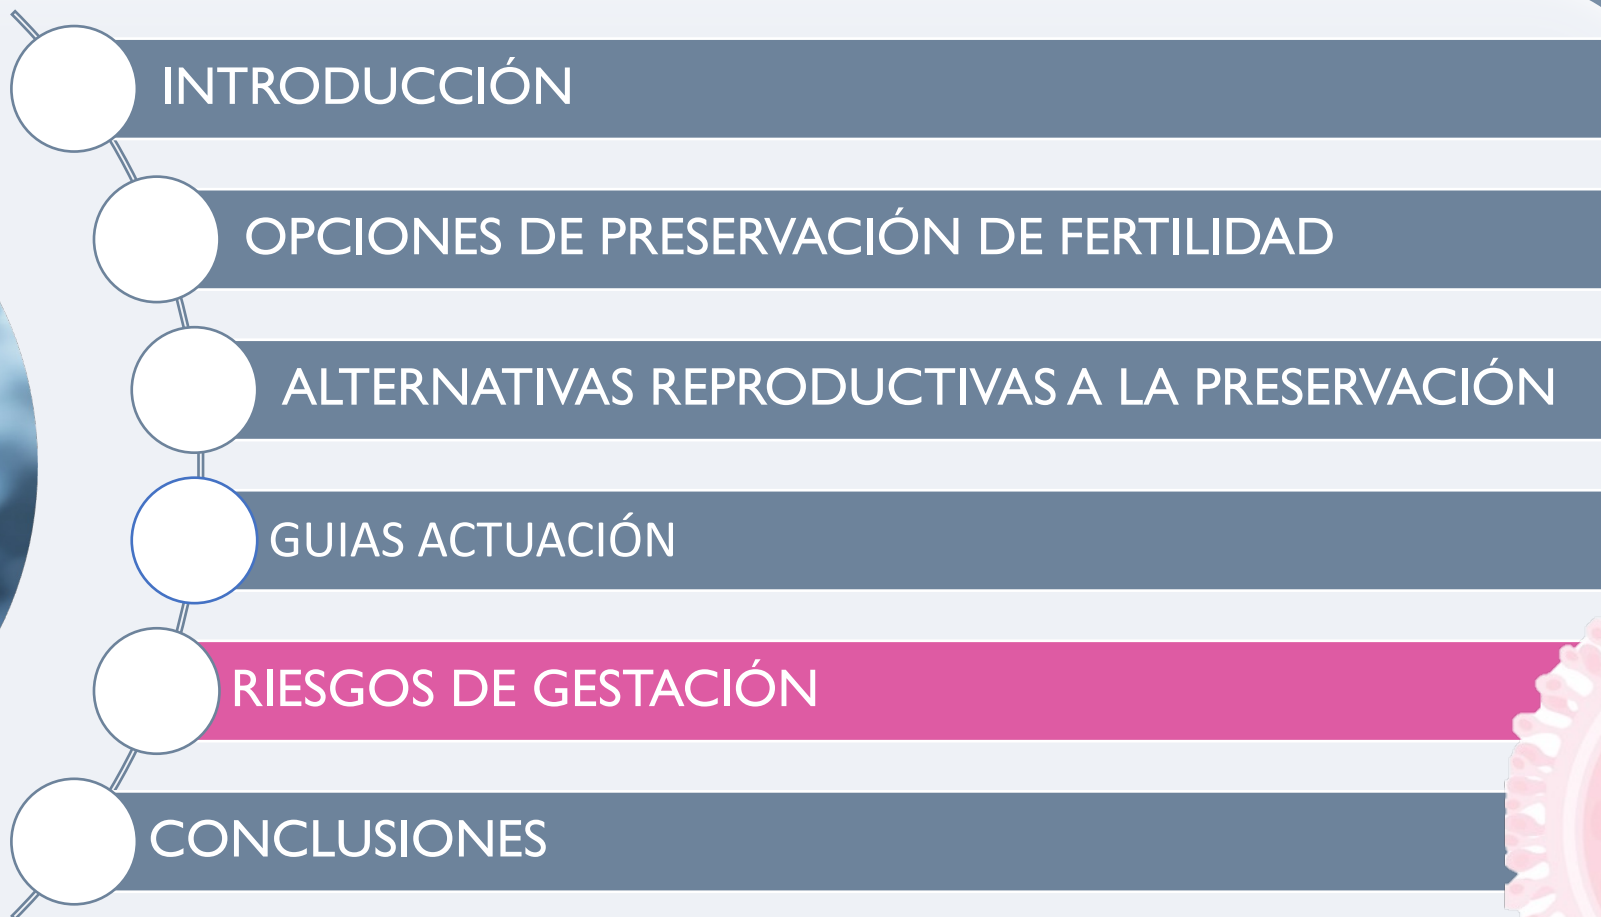 INTRODUCCIÓN
OPCIONES DE PRESERVACIÓN DE FERTILIDAD
ALTERNATIVAS REPRODUCTIVAS A LA PRESERVACIÓN
GUIAS ACTUACIÓN
RIESGOS DE GESTACIÓN
CONCLUSIONES